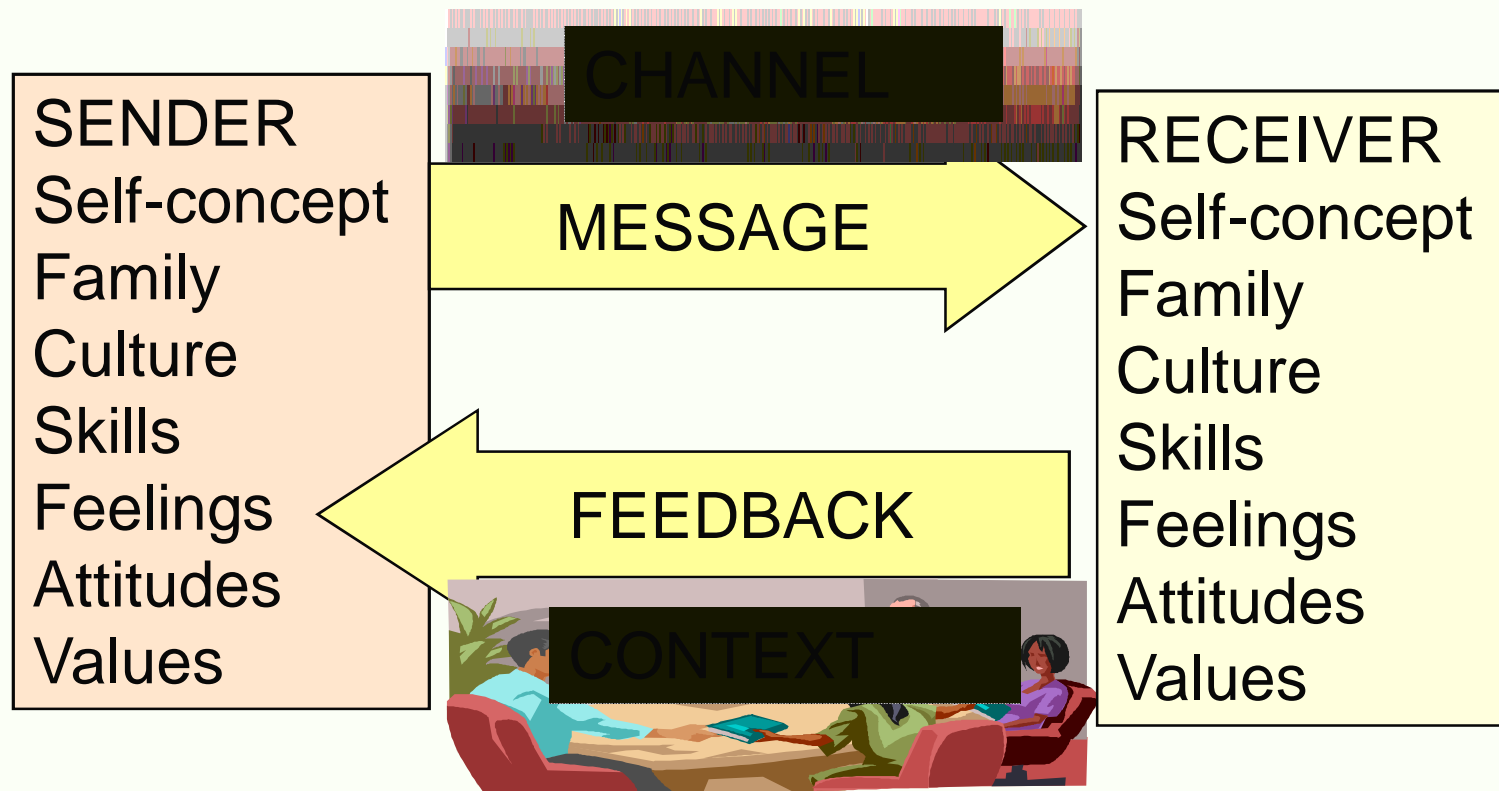 SENDER
Self-concept
Family
Culture
Skills
Feelings
Attitudes
Values
CHANNEL
MESSAGE
FEEDBACK
CONTEXT
RECEIVER
Self-concept
Family
Culture
Skills
Feelings
Attitudes
Values